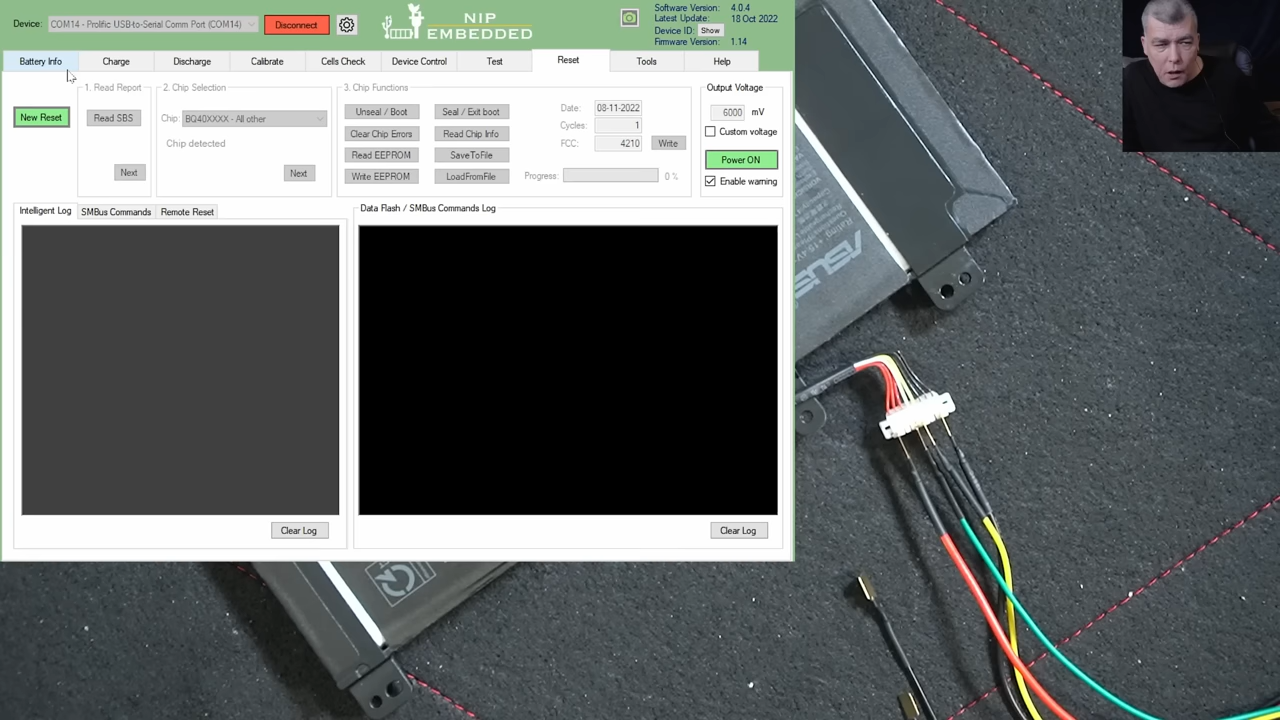 Device: COM14 - Prolific USB-to-Serial Comm Port (COM14) Disconnect
NIP
EMBEDDED
Software Version: 4.0.4
Latest Update: 18 Oct 2022
Device ID: Show
Firmware Version: 1.14
Battery Info Charge Discharge Calibrate Cells Check Device Control Test Reset Tools Help
New Reset
1. Read Report
Read SBS
Next
2. Chip Selection
Chip: BQ40XXXX - All other
Chip detected
Next
3. Chip Functions
Unseal / Boot Seal / Exit boot
Clear Chip Errors Read Chip Info
Read EEPROM SaveToFile
Write EEPROM LoadFromFile
Date: 08-11-2022
Cycles: 1
FCC: 4210 Write
Progress: 0 %
Output Voltage
6000 mV
Custom voltage
Power ON
Enable warning
Intelligent Log SMBus Commands Remote Reset
Clear Log
Data Flash / SMBus Commands Log
Clear Log
ASUS